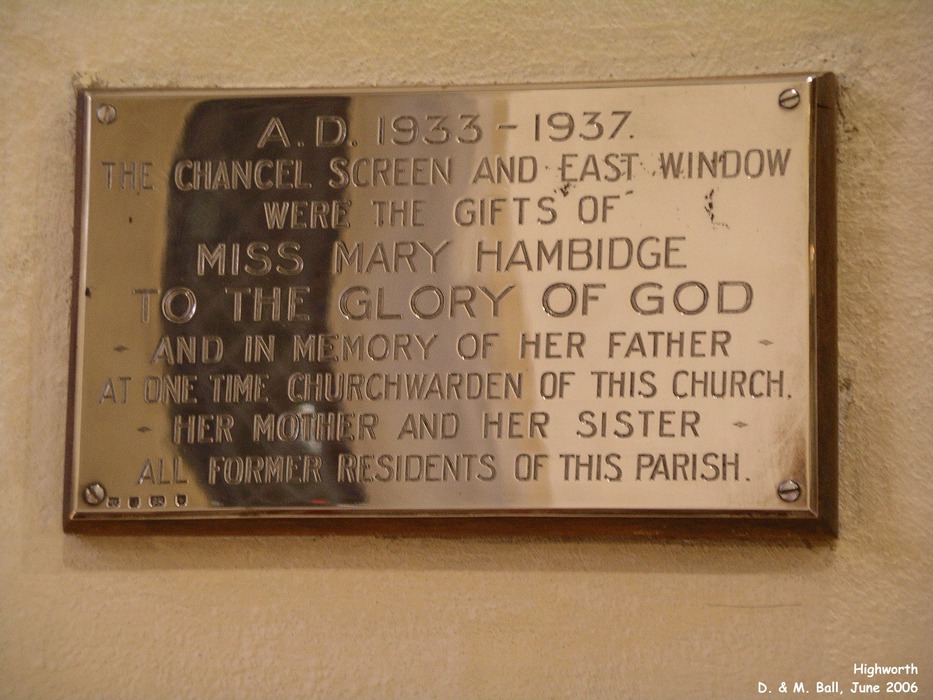 A.D. 1933 - 1937.
THE CHANCEL SCREEN AND EAST WINDOW
WERE THE GIFTS OF
MISS MARY HAMBIDGE
TO THE GLORY OF GOD
AND IN MEMORY OF HER FATHER
AT ONE TIME CHURCHWARDEN OF THIS CHURCH.
HER MOTHER AND HER SISTER
ALL FORMER RESIDENTS OF THIS PARISH.
Highworth
D. & M. Ball, June 2006